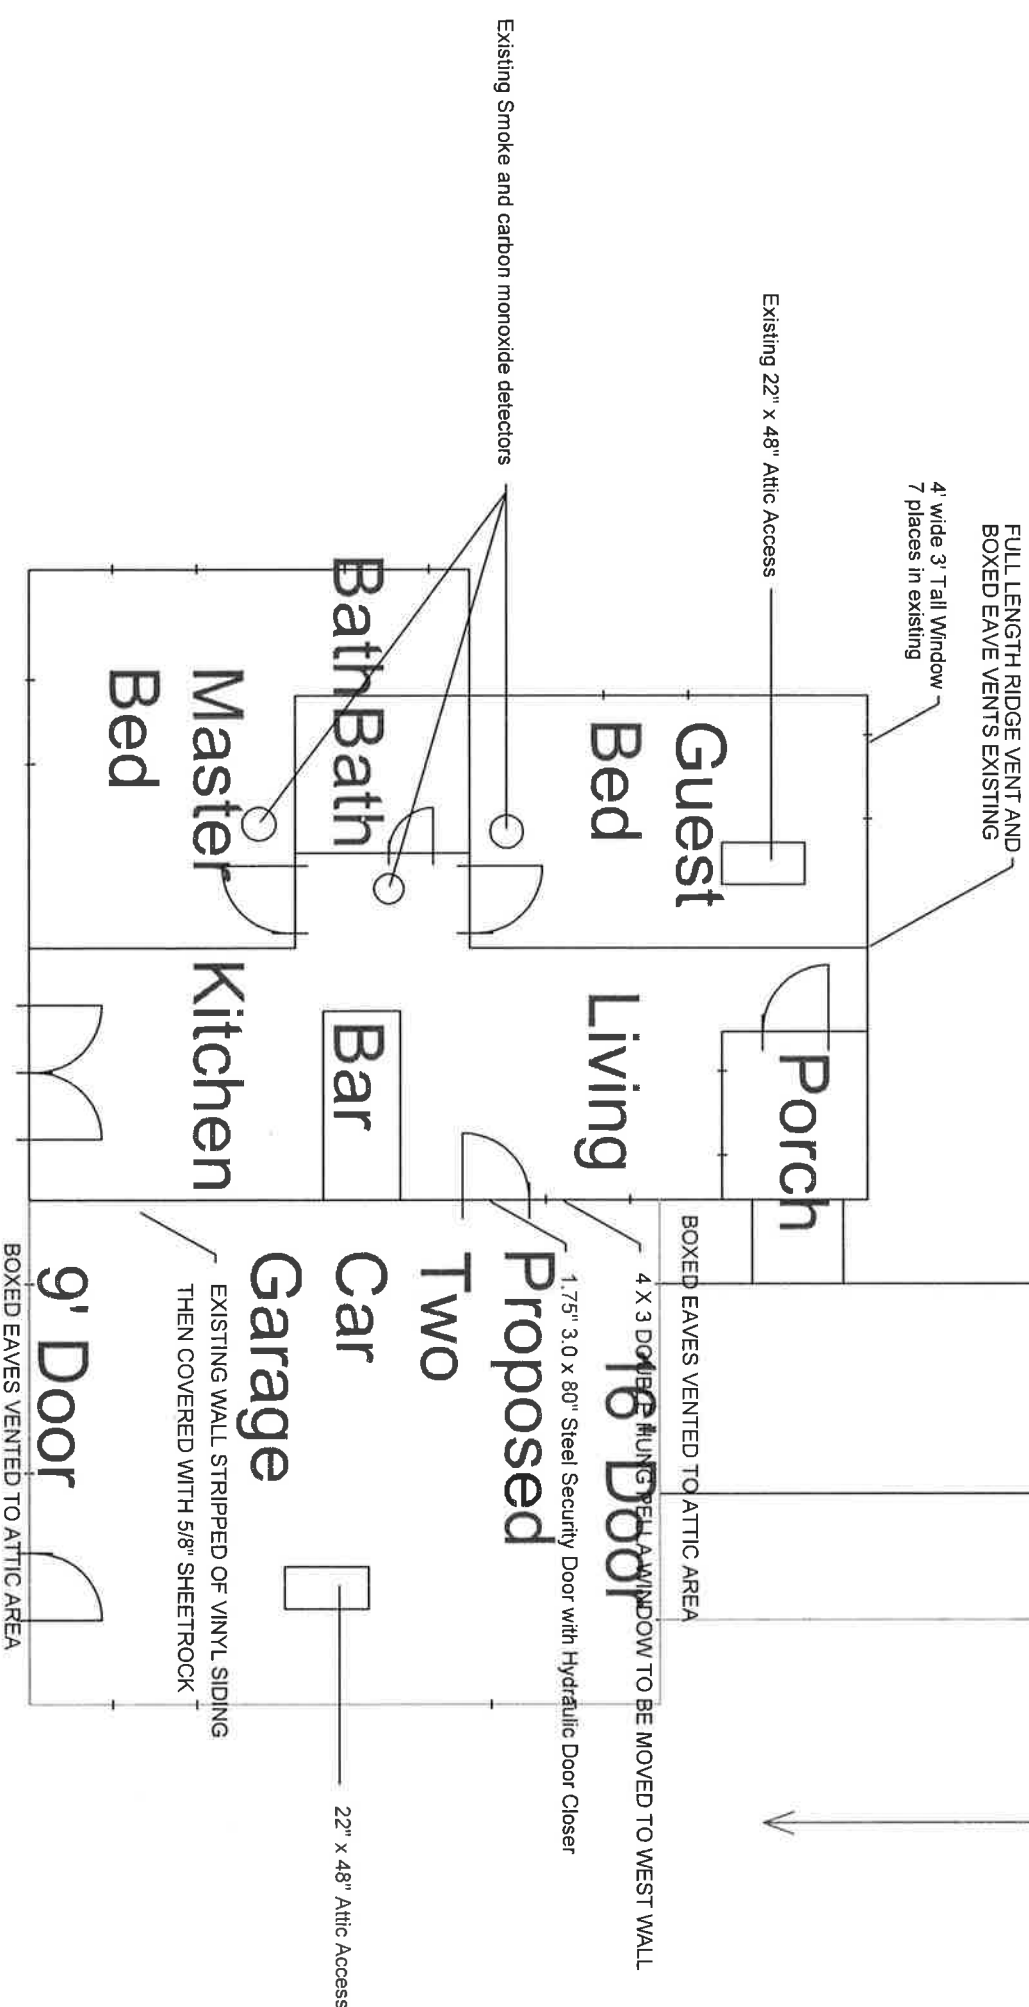 FULL LENGTH RIDGE VENT AND
BOXED EAVE VENTS EXISTING
4' wide 3' Tall Window
7 places in existing
Existing 22" x 48" Attic Access
Existing Smoke and carbon monoxide detectors
Porch
Guest
Bed
Living
Bath
Bath
Bar
Master
Bed
Kitchen
BOXED EAVES VENTED TO ATTIC AREA
4 X 3 DOUBLE HUNG PELLA WINDOW TO BE MOVED TO WEST WALL
16' Door
1.75" 3.0 x 80" Steel Security Door with Hydraulic Door Closer
Proposed
Two
Car
Garage
22" x 48" Attic Access
EXISTING WALL STRIPPED OF VINYL SIDING
THEN COVERED WITH 5/8" SHEETROCK
9' Door
BOXED EAVES VENTED TO ATTIC AREA